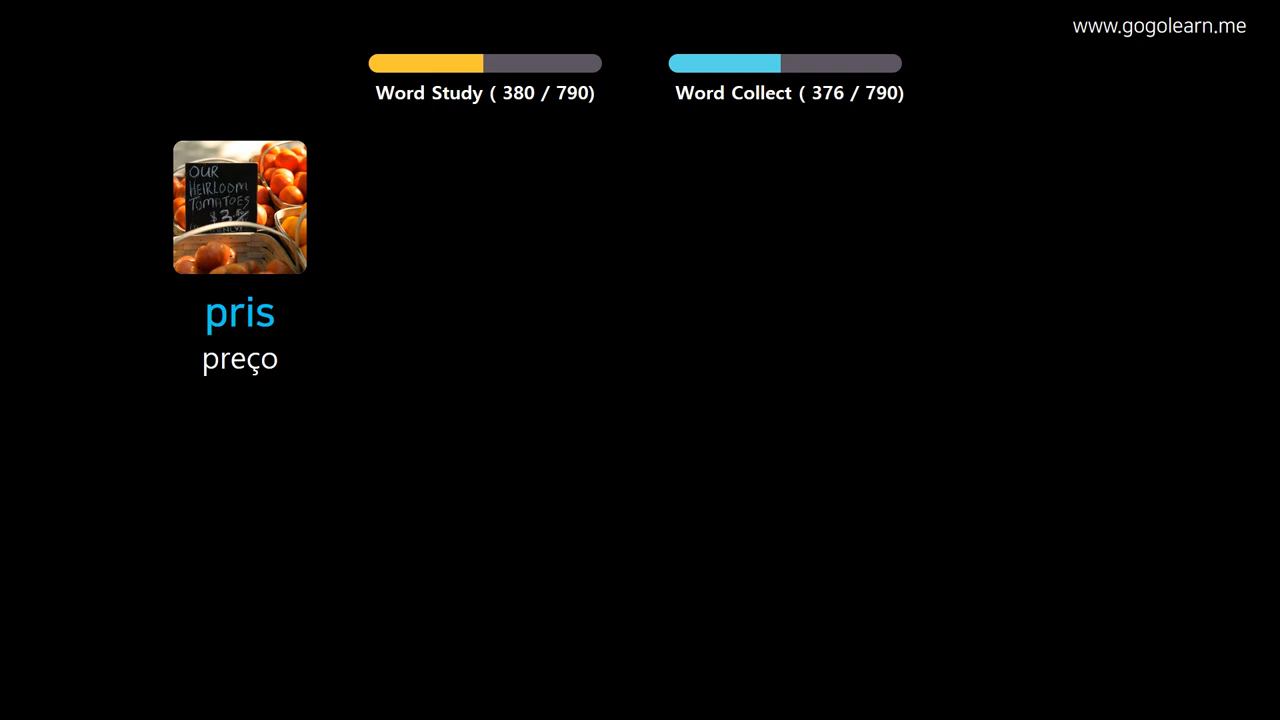 www.gogolearn.me
Word Study ( 380 / 790)
Word Collect ( 376 / 790)
OUR
HEIRLOOM
TOMATOES
pris
preço